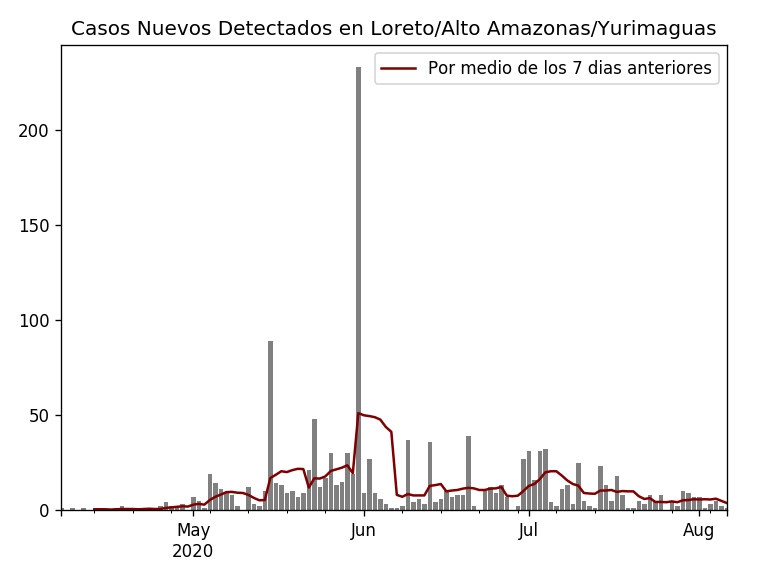 Casos Nuevos Detectados en Loreto/Alto Amazonas/Yurimaguas
Por medio de los 7 dias anteriores
200
150
100
50
0
May
2020
Jun
Jul
Aug